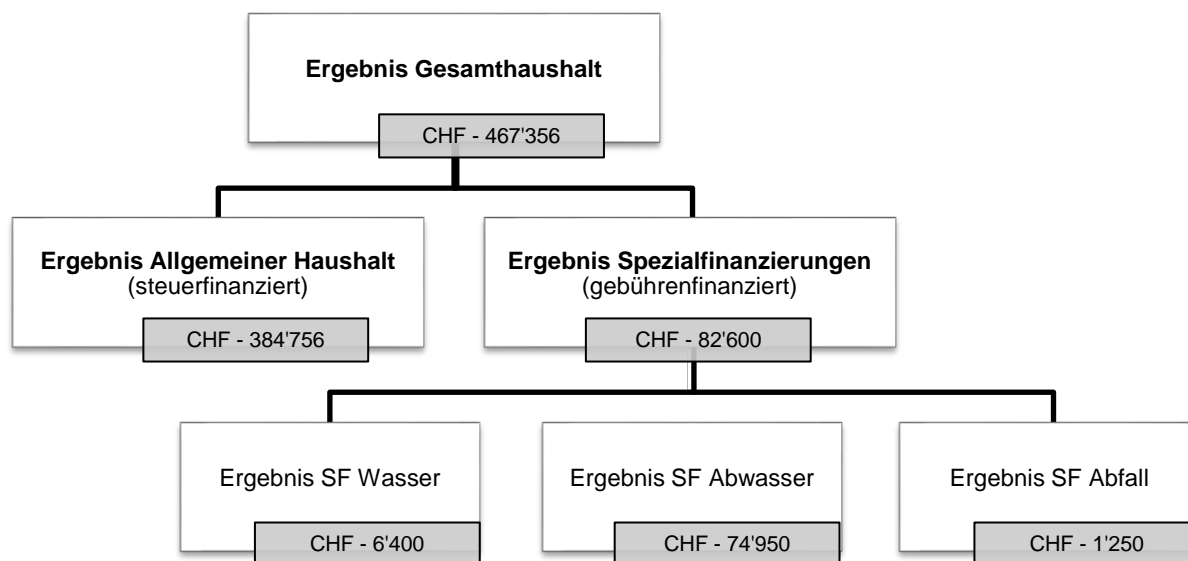 Ergebnis Gesamthaushalt
CHF - 467'356
Ergebnis Allgemeiner Haushalt
(steuerfinanziert)
CHF - 384'756
Ergebnis Spezialfinanzierungen
(gebührenfinanziert)
CHF - 82'600
Ergebnis SF Wasser
CHF - 6'400
Ergebnis SF Abwasser
CHF - 74'950
Ergebnis SF Abfall
CHF - 1'250